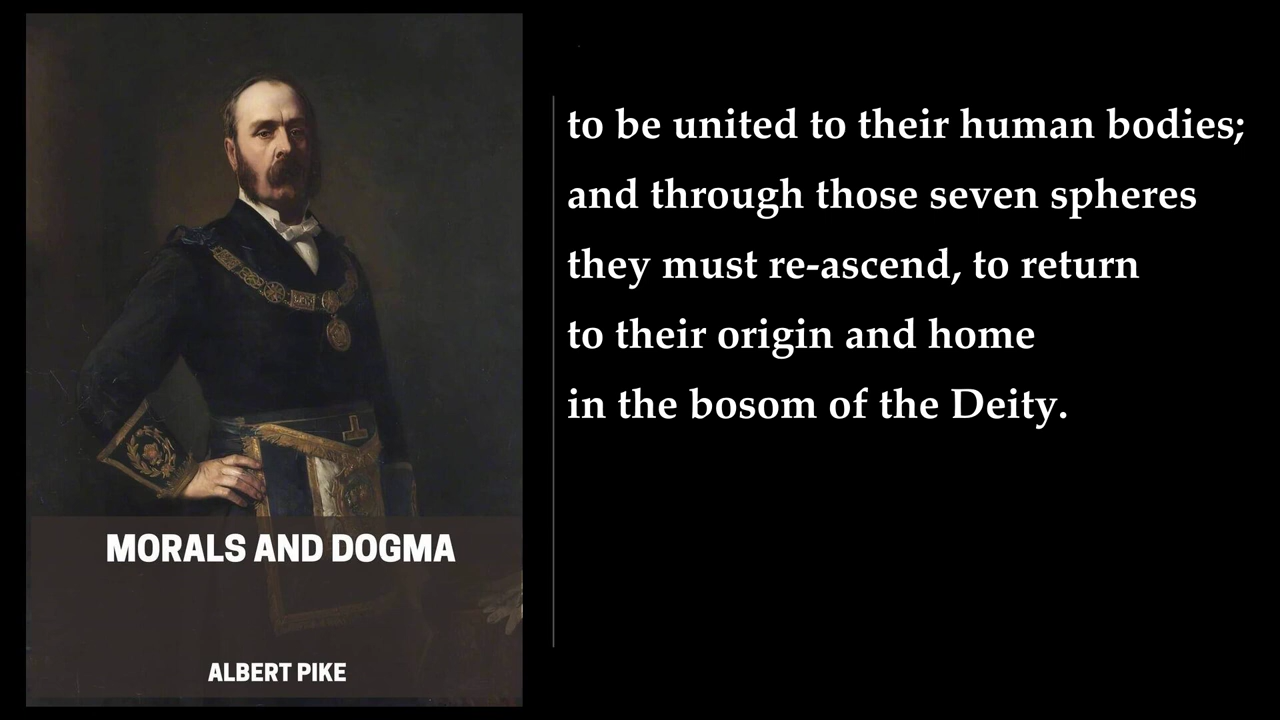 MORALS AND DOGMA
ALBERT PIKE
to be united to their human bodies;
and through those seven spheres
they must re-ascend, to return
to their origin and home
in the bosom of the Deity.